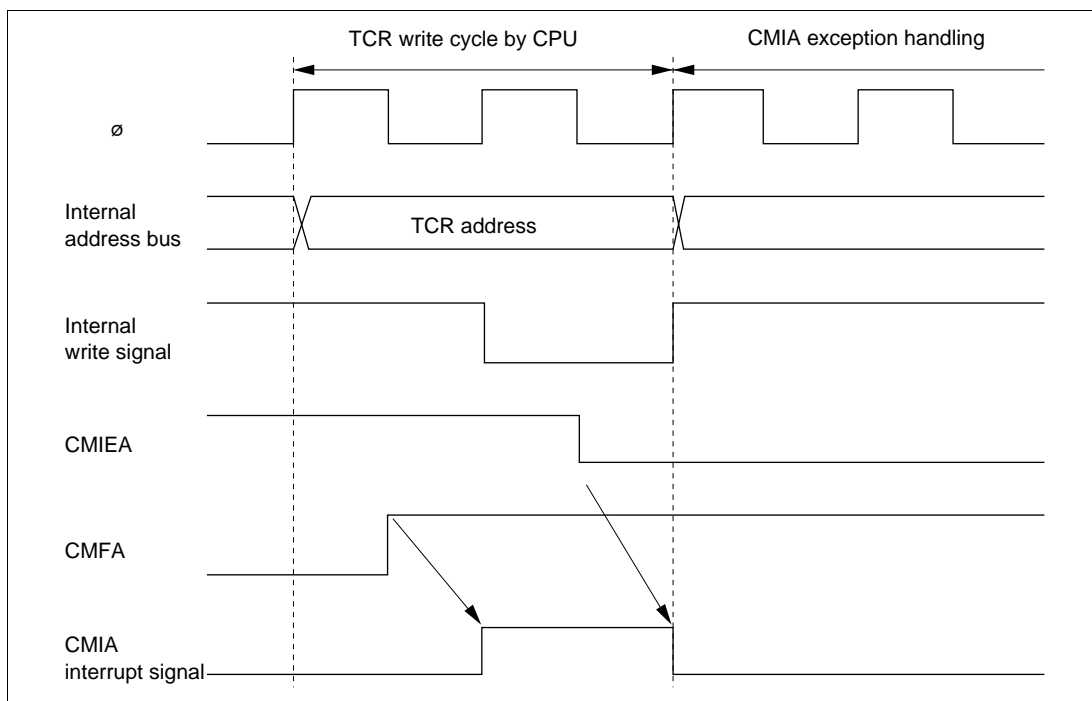 TCR write cycle by CPU
CMIA exception handling
ø
Internal
address bus
TCR address
Internal
write signal
CMIEA
CMFA
CMIA
interrupt signal